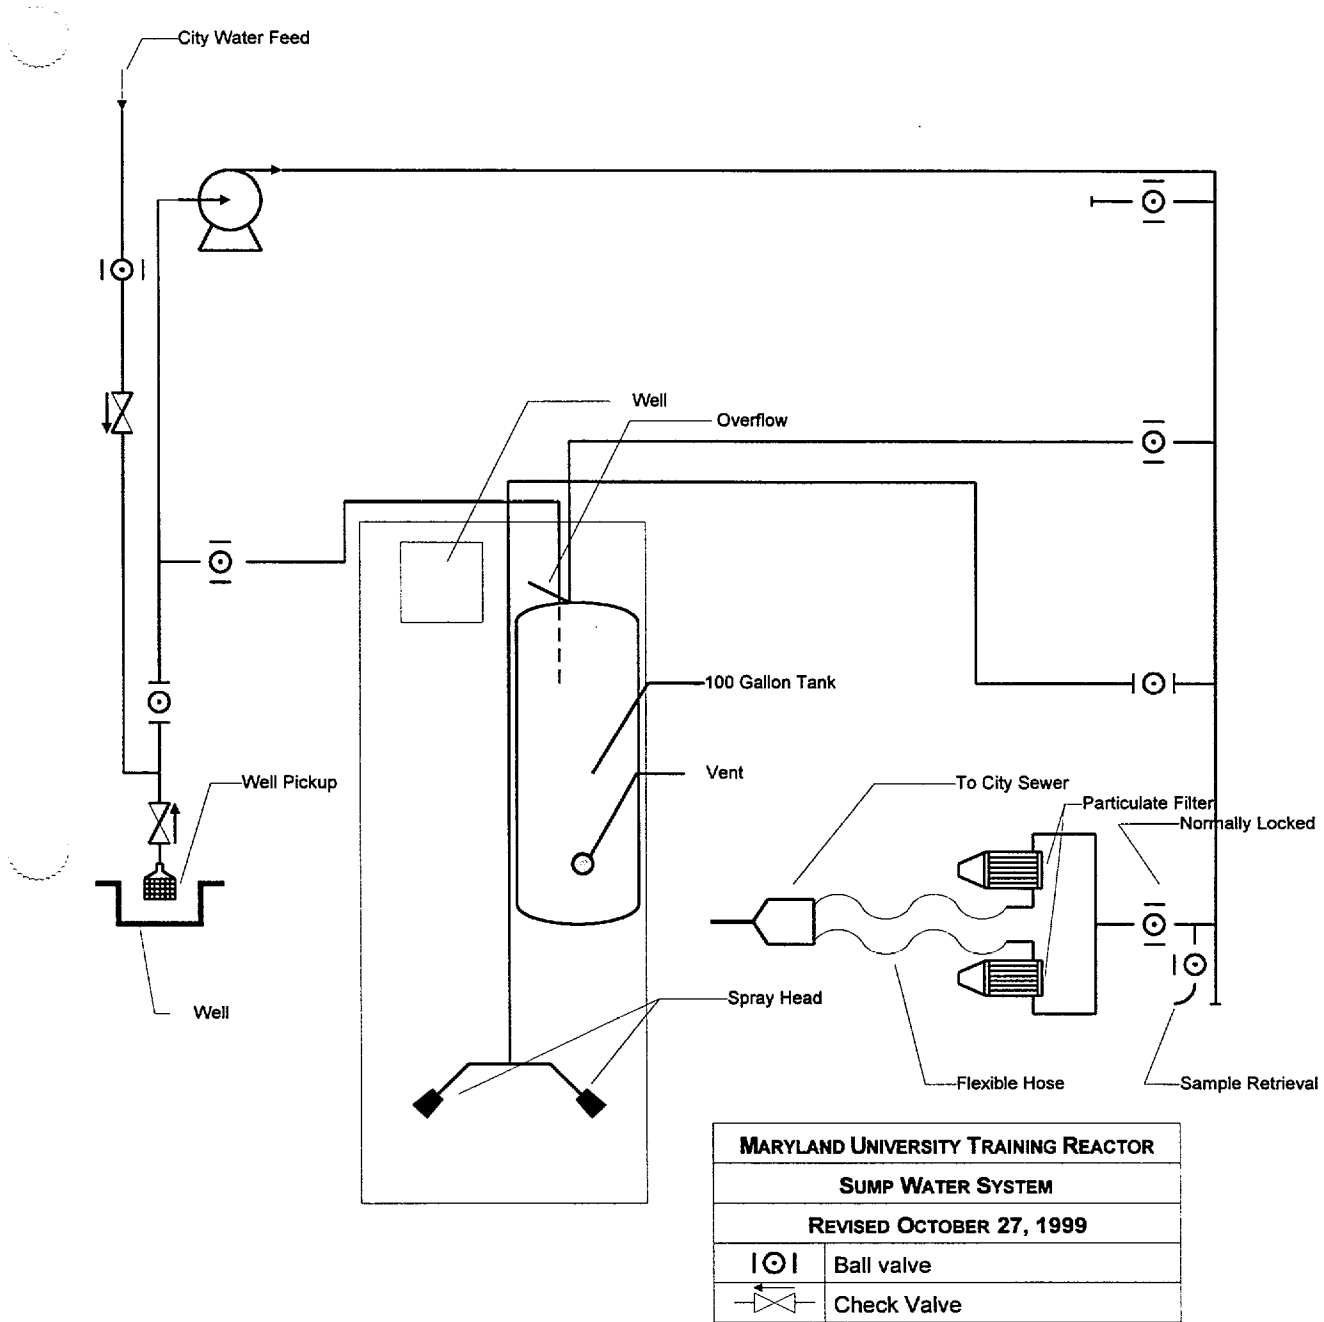 City Water Feed
Well
Overflow
100 Gallon Tank
Well Pickup
Vent
To City Sewer
Particulate Filter
Normally Locked
Spray Head
Well
Flexible Hose
Sample Retrieval
MARYLAND UNIVERSITY TRAINING REACTOR
SUMP WATER SYSTEM
REVISED OCTOBER 27, 1999
Ball valve
Check Valve